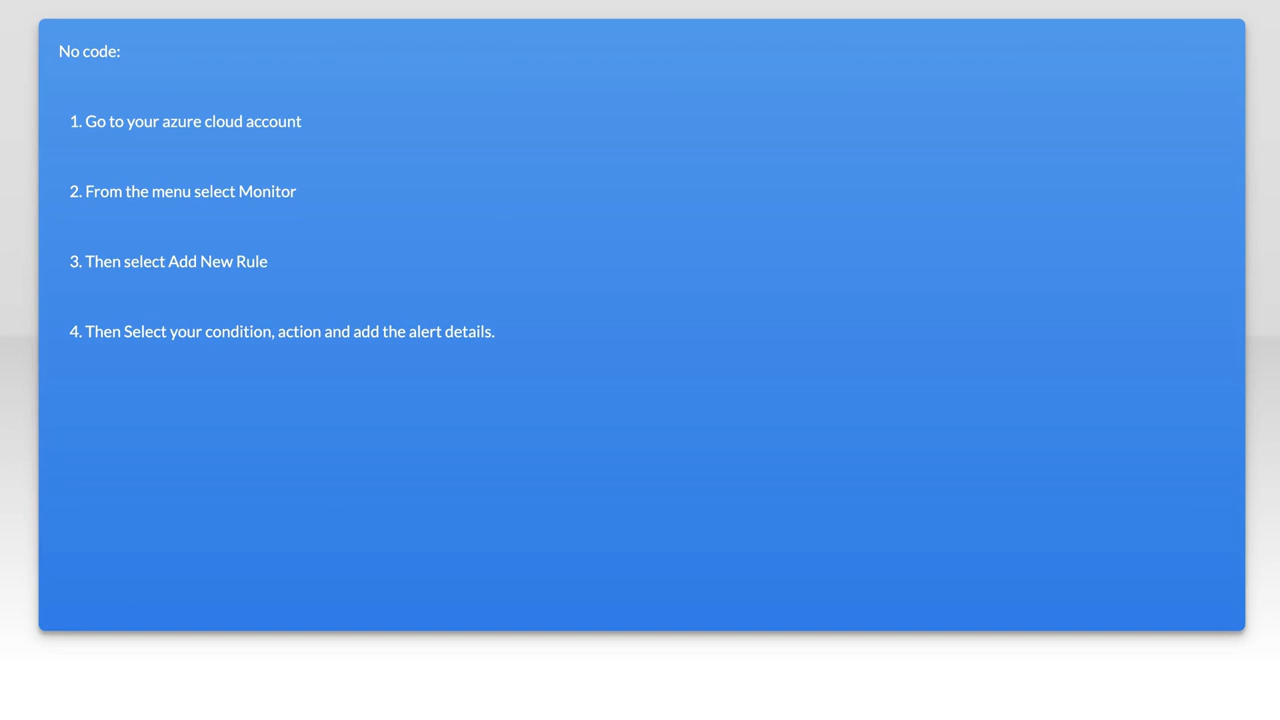 No code:
1. Go to your azure cloud account
2. From the menu select Monitor
3. Then select Add New Rule
4. Then Select your condition, action and add the alert details.